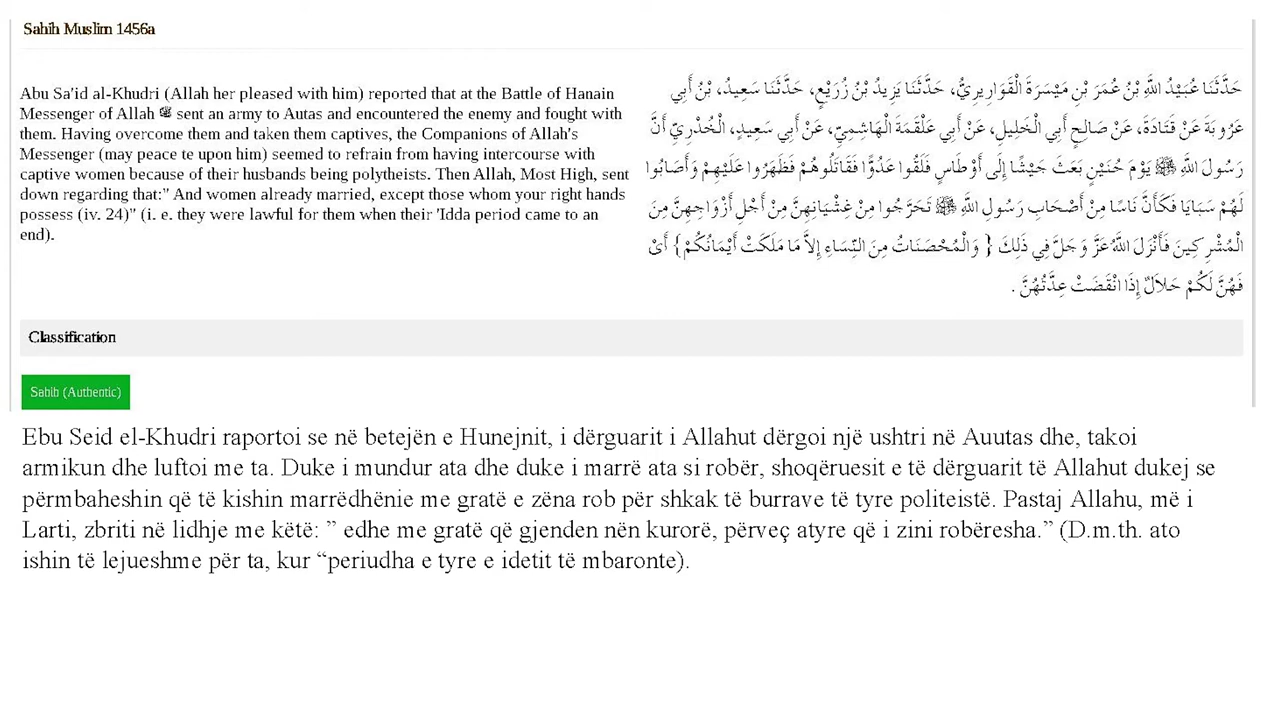 Sahih Muslim 1456a
Abu Sa'id al-Khudri (Allah her pleased with him) reported that at the Battle of Hanain
Messenger of Allah ﷺ sent an army to Autas and encountered the enemy and fought with
them. Having overcome them and taken them captives, the Companions of Allah's
Messenger (may peace te upon him) seemed to refrain from having intercourse with
captive women because of their husbands being polytheists. Then Allah, Most High, sent
down regarding that:" And women already married, except those whom your right hands
possess (iv. 24)" (i. e. they were lawful for them when their 'Idda period came to an
end).
حَدَّثَنَا عُبَيْدُ اللَّهِ بْنُ عُمَرَ بْنِ مَيْسَرَةَ الْقَوَارِيرِيُّ، حَدَّثَنَا يَزِيدُ بْنُ زُرَيْعٍ، حَدَّثَنَا سَعِيدُ، بْنُ أَبِي
عَرُوبَةَ عَنْ قَتَادَةَ، عَنْ صَالِحٍ أَبِي الْخَلِيلِ، عَنْ أَبِي عَلْقَمَةَ الْهَاشِمِيِّ، عَنْ أَبِي سَعِيدٍ، الْخُدْرِيِّ أَنَّ
رَسُولَ اللَّهِ ﷺ يَوْمَ حُنَيْنٍ بَعَثَ جَيْشًا إِلَى أَوْطَاسٍ فَلَقُوا عَدُوًّا فَقَاتَلُوهُمْ فَظَهَرُوا عَلَيْهِمْ وَأَصَابُوا
لَهُمْ سَبَايَا فَكَأَنَّ نَاسًا مِنْ أَصْحَابِ رَسُولِ اللَّهِ ﷺ تَحَرَّجُوا مِنْ غِشْيَانِهِنَّ مِنْ أَجْلِ أَزْوَاجِهِنَّ مِنَ
الْمُشْرِكِينَ فَأَنْزَلَ اللَّهُ عَزَّ وَجَلَّ فِي ذَلِكَ { وَالْمُحْصَنَاتُ مِنَ النِّسَاءِ إِلاَّ مَا مَلَكَتْ أَيْمَانُكُمْ} أَىْ
فَهُنَّ لَكُمْ حَلاَلٌ إِذَا انْقَضَتْ عِدَّتُهُنَّ .
Classification
Sahih (Authentic)
Ebu Seid el-Khudri raportoi se në betejën e Hunejnit, i dërguarit i Allahut dërgoi një ushtri në Auutas dhe, takoi
armikun dhe luftoi me ta. Duke i mundur ata dhe duke i marrë ata si robër, shoqëruesit e të dërguarit të Allahut dukej se
përmbaheshin që të kishin marrëdhënie me gratë e zëna rob për shkak të burrave të tyre politeistë. Pastaj Allahu, më i
Larti, zbriti në lidhje me këtë: ” edhe me gratë që gjenden nën kurorë, përveç atyre që i zini robëresha.” (D.m.th. ato
ishin të lejueshme për ta, kur “periudha e tyre e idetit të mbaronte).